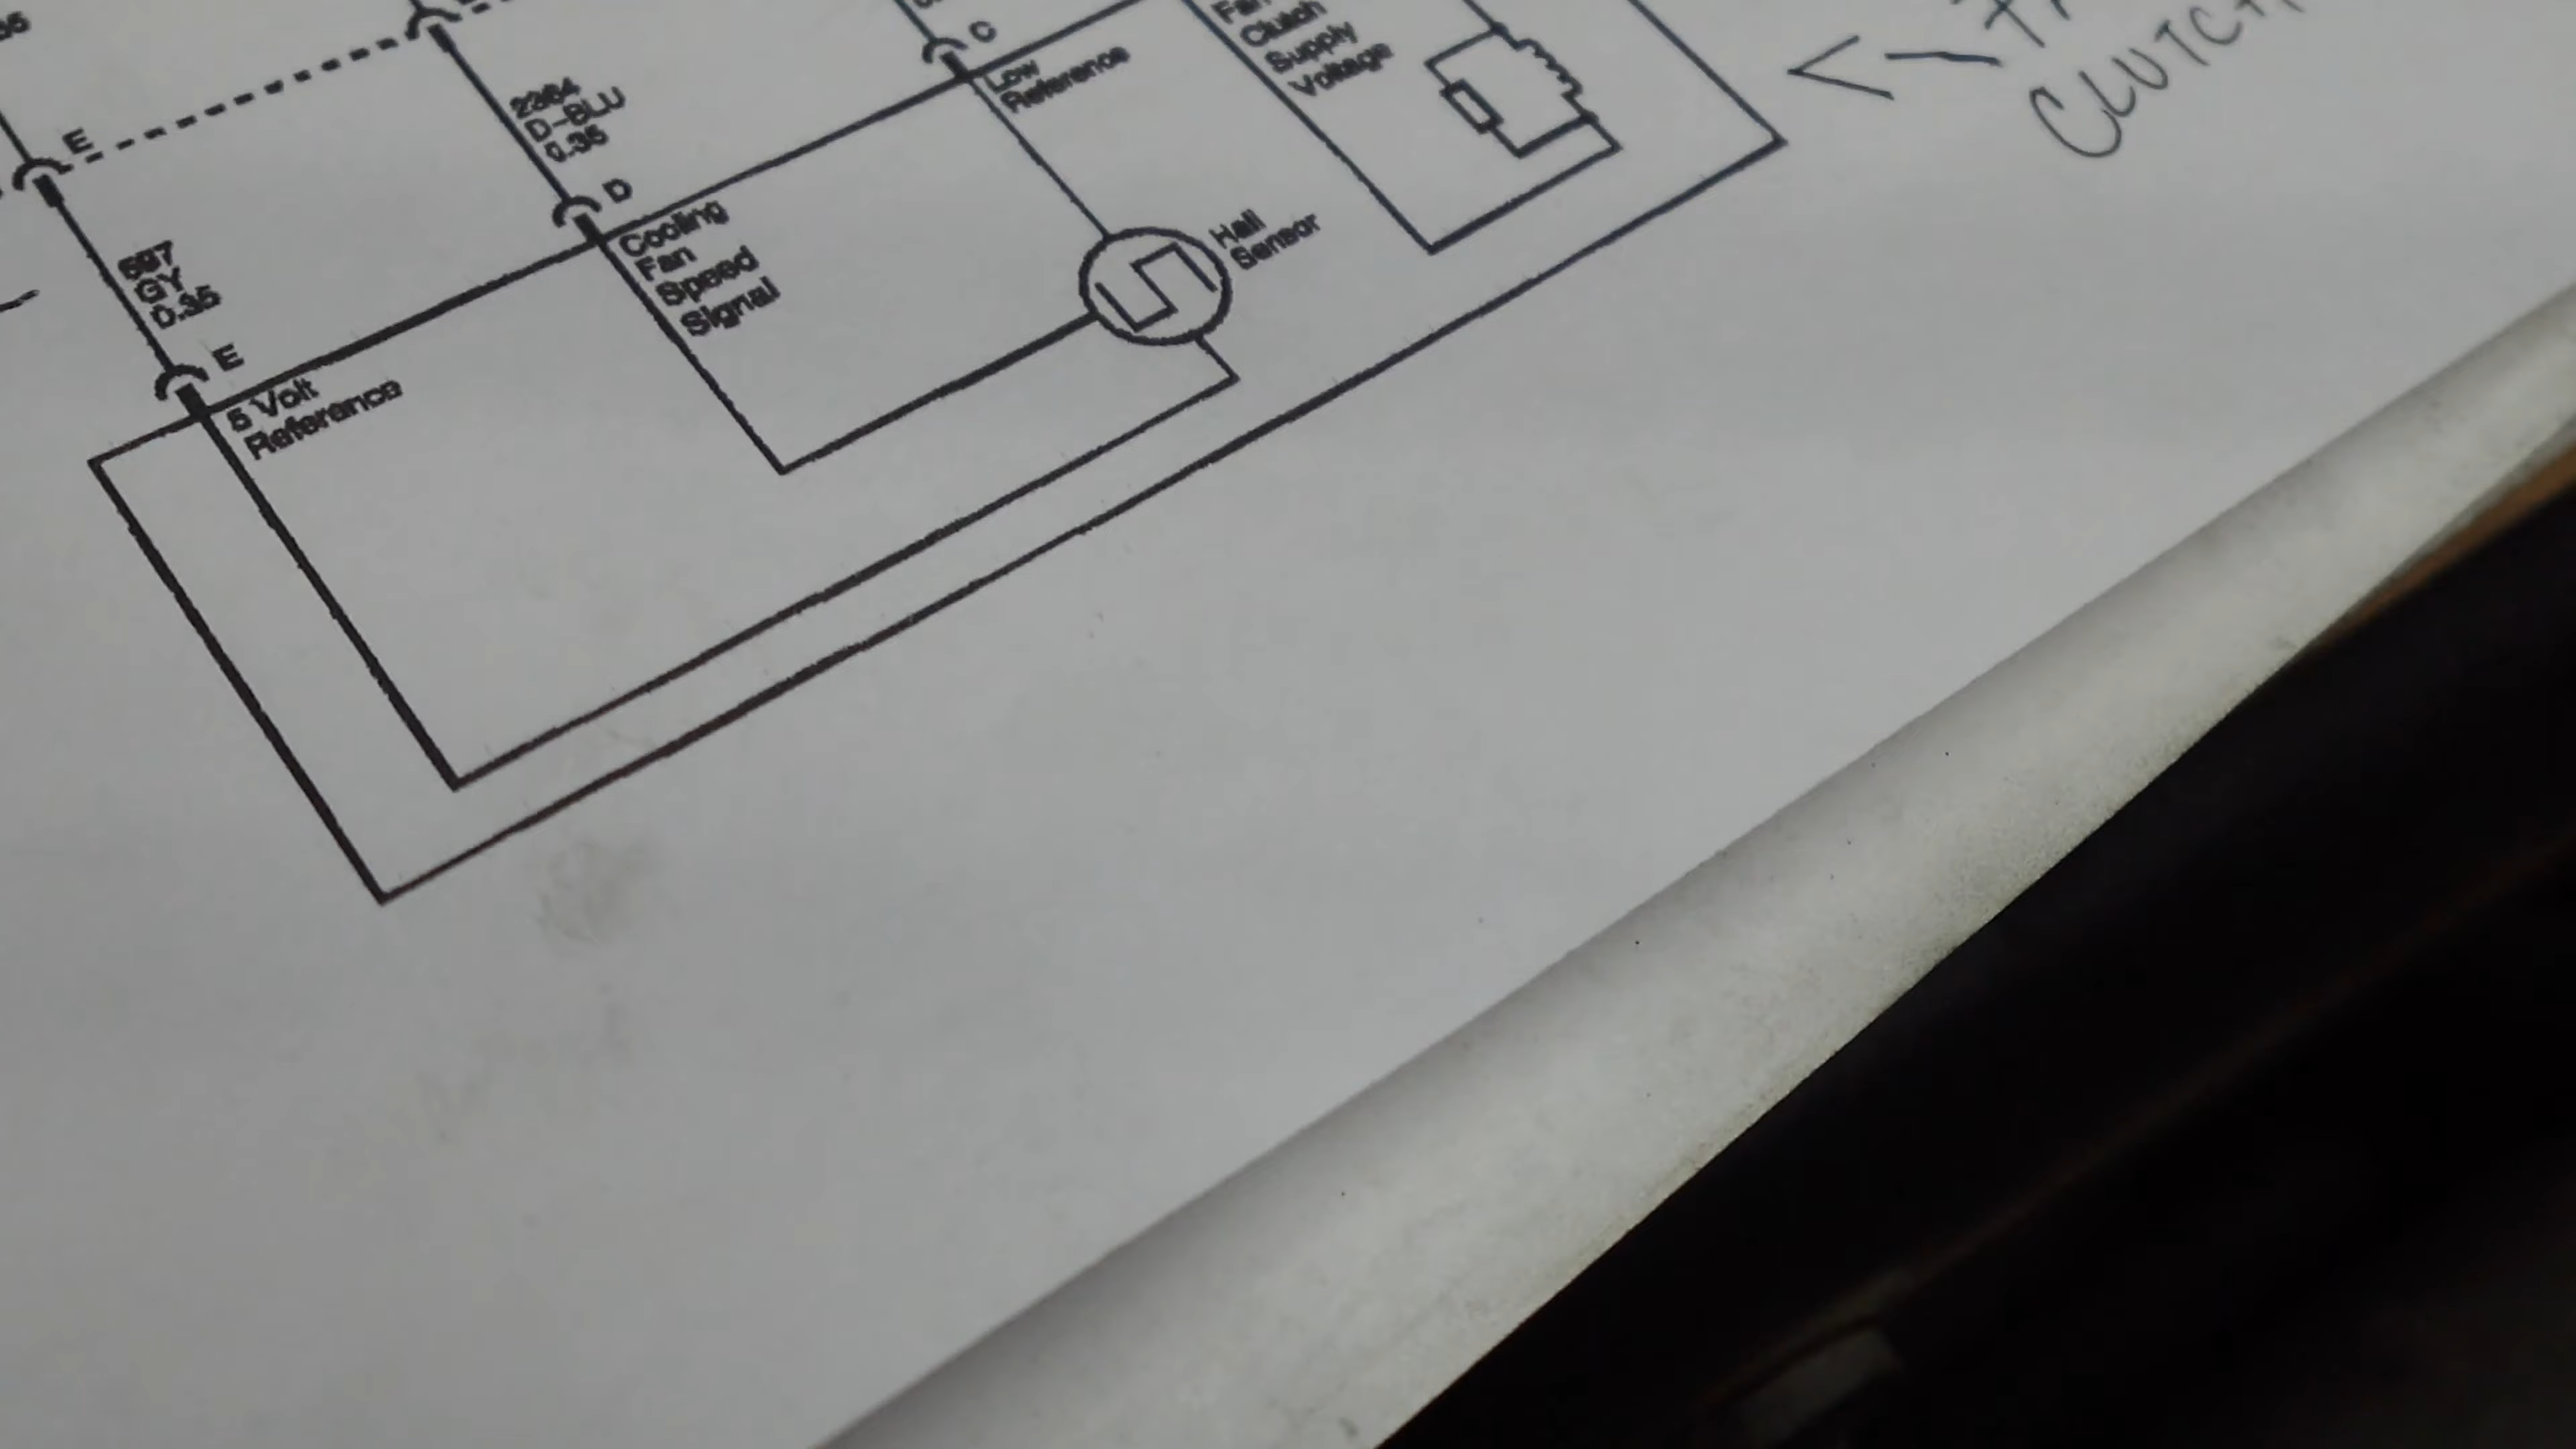 E
597
GY
0.35
E
5 Volt
Reference
2364
D-BLU
0.35
D
Cooling
Fan
Speed
Signal
C
Low
Reference
Hall
Sensor
Fan
Clutch
Supply
Voltage
CLUTCH